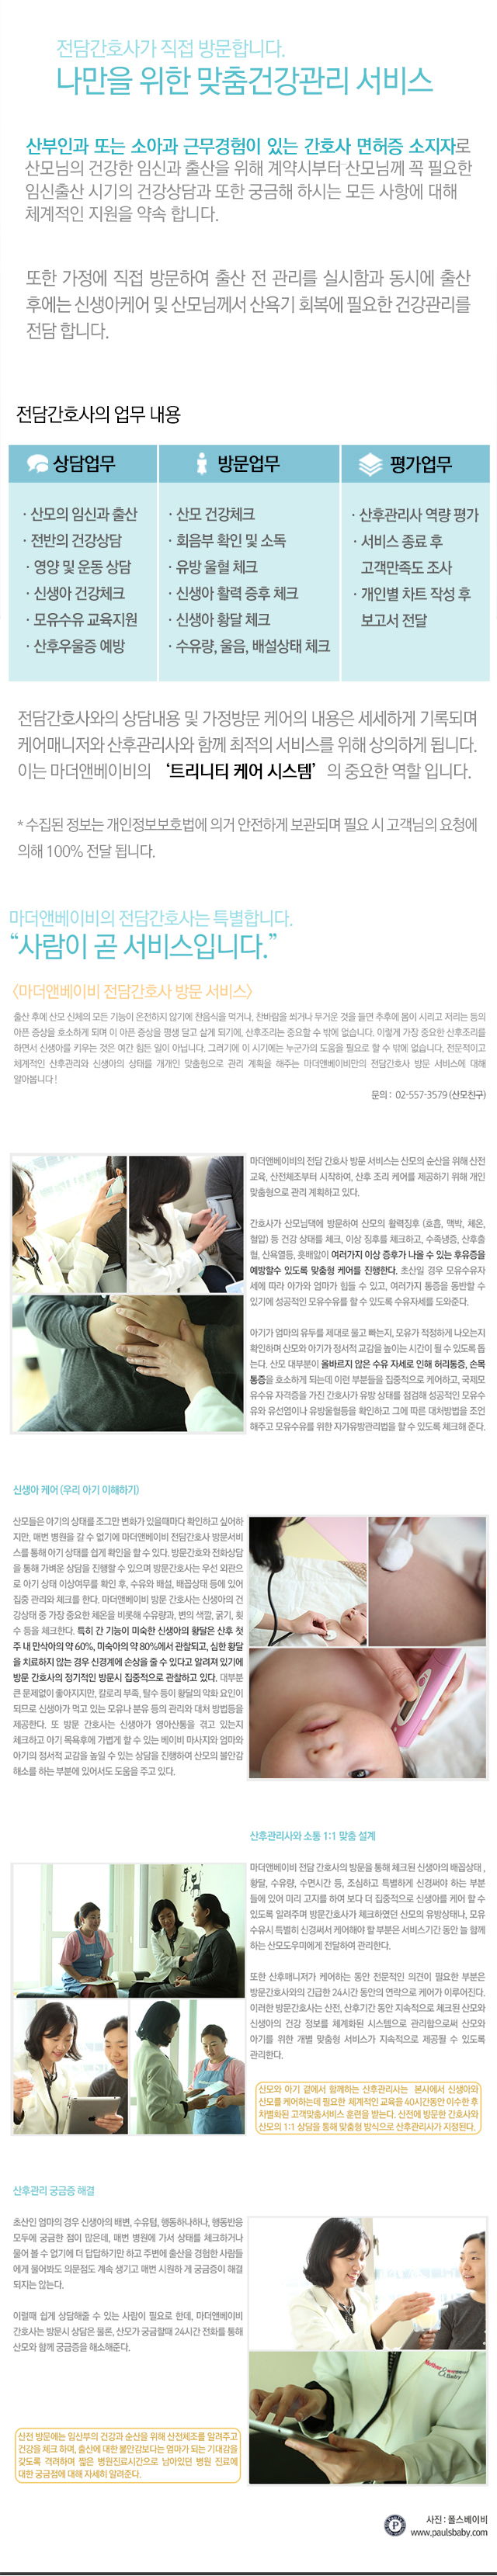 전담간호사가 직접 방문합니다.
나만을 위한 맞춤건강관리 서비스
산부인과 또는 소아과 근무경험이 있는 간호사 면허증 소지자로
산모님의 건강한 임신과 출산을 위해 계약시부터 산모님께 꼭 필요한
임신출산 시기의 건강상담과 또한 궁금해 하시는 모든 사항에 대해
체계적인 지원을 약속 합니다.
또한 가정에 직접 방문하여 출산 전 관리를 실시함과 동시에 출산
후에는 신생아케어 및 산모님께서 산욕기 회복에 필요한 건강관리를
전담 합니다.
전담간호사의 업무 내용
상담업무
· 산모의 임신과 출산
· 전반의 건강상담
· 영양 및 운동 상담
· 신생아 건강체크
· 모유수유 교육지원
· 산후우울증 예방
방문업무
· 산모 건강체크
· 회음부 확인 및 소독
· 유방 울혈 체크
· 신생아 활력 증후 체크
· 신생아 황달 체크
· 수유량, 울음, 배설상태 체크
평가업무
· 산후관리사 역량 평가
· 서비스 종료 후
고객만족도 조사
· 개인별 차트 작성 후
보고서 전달
전담간호사와의 상담내용 및 가정방문 케어의 내용은 세세하게 기록되며
케어매니저와 산후관리사와 함께 최적의 서비스를 위해 상의하게 됩니다.
이는 마더앤베이비의 ‘트리니티 케어 시스템’ 의 중요한 역할 입니다.
* 수집된 정보는 개인정보보호법에 의거 안전하게 보관되며 필요 시 고객님의 요청에
의해 100% 전달 됩니다.
마더앤베이비의 전담간호사는 특별합니다.
“사람이 곧 서비스입니다.”
〈마더앤베이비 전담간호사 방문 서비스〉
출산 후에 산모 신체의 모든 기능이 온전하지 않기에 찬음식을 먹거나, 찬바람을 씌거나 무거운 것을 들면 추후에 몸이 시리고 저리는 등의
아픈 증상을 호소하게 되며 이 아픈 증상을 평생 달고 살게 되기에, 산후조리는 중요할 수 밖에 없습니다. 이렇게 가장 중요한 산후조리를
하면서 신생아를 키우는 것은 여간 힘든 일이 아닙니다. 그러기에 이 시기에는 누군가의 도움을 필요로 할 수 밖에 없습니다, 전문적이고
체계적인 산후관리와 신생아의 상태를 개개인 맞춤형으로 관리 계획을 해주는 마더앤베이비만의 전담간호사 방문 서비스에 대해
알아봅니다 !
문의 : 02-557-3579 (산모친구)
마더앤베이비의 전담 간호사 방문 서비스는 산모의 순산을 위해 산전
교육, 산전체조부터 시작하여, 산후 조리 케어를 제공하기 위해 개인
맞춤형으로 관리 계획하고 있다.
간호사가 산모님댁에 방문하여 산모의 활력징후 (호흡, 맥박, 체온,
혈압) 등 건강 상태를 체크, 이상 징후를 체크하고, 수족냉증, 산후출
혈, 산욕열등, 훗배앓이 여러가지 이상 증후가 나올 수 있는 후유증을
예방할수 있도록 맞춤형 케어를 진행한다. 초산일 경우 모유수유자
세에 따라 아가와 엄마가 힘들 수 있고, 여러가지 통증을 동반할 수
있기에 성공적인 모유수유를 할 수 있도록 수유자세를 도와준다.
아기가 엄마의 유두를 제대로 물고 빠는지, 모유가 적정하게 나오는지
확인하며 산모와 아기가 정서적 교감을 높이는 시간이 될 수 있도록 돕
는다. 산모 대부분이 올바르지 않은 수유 자세로 인해 허리통증, 손목
통증을 호소하게 되는데 이런 부분들을 집중적으로 케어하고, 국제모
유수유 자격증을 가진 간호사가 유방 상태를 점검해 성공적인 모유수
유와 유선염이나 유방울혈등을 확인하고 그에 따른 대처방법을 조언
해주고 모유수유를 위한 자가유방관리법을 할 수 있도록 체크해 준다.
신생아 케어 (우리 아기 이해하기)
산모들은 아기의 상태를 조그만 변화가 있을때마다 확인하고 싶어하
지만, 매번 병원을 갈 수 없기에 마더앤베이비 전담간호사 방문서비
스를 통해 아기 상태를 쉽게 확인을 할 수 있다. 방문간호와 전화상담
을 통해 가벼운 상담을 진행할 수 있으며 방문간호사는 우선 외관으
로 아기 상태 이상여무를 확인 후, 수유와 배설, 배꼽상태 등에 있어
집중 관리와 체크를 한다. 마더앤베이비 방문 간호사는 신생아의 건
강상태 중 가장 중요한 체온을 비롯해 수유량과, 변의 색깔, 굵기, 횟
수 등을 체크한다. 특히 간 기능이 미숙한 신생아의 황달은 산후 첫
주 내 만삭아의 약 60%, 미숙아의 약 80%에서 관찰되고, 심한 황달
을 치료하지 않는 경우 신경계에 손상을 줄 수 있다고 알려져 있기에
방문 간호사의 정기적인 방문시 집중적으로 관찰하고 있다. 대부분
큰 문제없이 좋아지지만, 칼로리 부족, 탈수 등이 황달의 악화 요인이
되므로 신생아가 먹고 있는 모유나 분유 등의 관리와 대처 방법등을
제공한다. 또 방문 간호사는 신생아가 영아산통을 겪고 있는지
체크하고 아기 목욕후에 가볍게 할 수 있는 베이비 마사지와 엄마와
아기의 정서적 교감을 높일 수 있는 상담을 진행하여 산모의 불안감
해소를 하는 부분에 있어서도 도움을 주고 있다.
산후관리사와 소통 1:1 맞춤 설계
마더앤베이비 전담 간호사의 방문을 통해 체크된 신생아의 배꼽상태 ,
황달, 수유량, 수면시간 등, 조심하고 특별하게 신경써야 하는 부분
들에 있어 미리 고지를 하여 보다 더 집중적으로 신생아를 케어 할 수
있도록 알려주며 방문간호사가 체크하였던 산모의 유방상태나, 모유
수유시 특별히 신경써서 케어해야 할 부분은 서비스기간 동안 늘 함께
하는 산모도우미에게 전달하여 관리한다.
또한 산후매니저가 케어하는 동안 전문적인 의견이 필요한 부분은
방문간호사와의 긴급한 24시간 동안의 연락으로 케어가 이루어진다.
이러한 방문간호사는 산전, 산후기간 동안 지속적으로 체크된 산모와
신생아의 건강 정보를 체계화된 시스템으로 관리함으로써 산모와
아기를 위한 개별 맞춤형 서비스가 지속적으로 제공될 수 있도록
관리한다.
산모와 아기 곁에서 함께하는 산후관리사는 본사에서 신생아와
산모를 케어하는데 필요한 체계적인 교육을 40시간동안 이수한 후
차별화된 고객맞춤서비스 훈련을 받는다. 산전에 방문한 간호사와
산모의 1:1 상담을 통해 맞춤형 방식으로 산후관리사가 지정된다.
산후관리 궁금증 해결
초산인 엄마의 경우 신생아의 배변, 수유텀, 행동하나하나, 행동반응
모두에 궁금한 점이 많은데, 매번 병원에 가서 상태를 체크하거나
물어 볼 수 없기에 더 답답하기만 하고 주변에 출산을 경험한 사람들
에게 물어봐도 의문점도 계속 생기고 매번 시원하 게 궁금증이 해결
되지는 않는다.
이럴때 쉽게 상담해줄 수 있는 사람이 필요로 한데, 마더앤베이비
간호사는 방문시 상담은 물론, 산모가 궁금할때 24시간 전화를 통해
산모와 함께 궁금증을 해소해준다.
산전 방문에는 임산부의 건강과 순산을 위해 산전체조를 알려주고
건강을 체크 하며, 출산에 대한 불안감보다는 엄마가 되는 기대감을
갖도록 격려하며 짧은 병원진료시간으로 남아있던 병원 진료에
대한 궁금점에 대해 자세히 알려준다.
사진 : 폴스베이비
www.paulsbaby.com